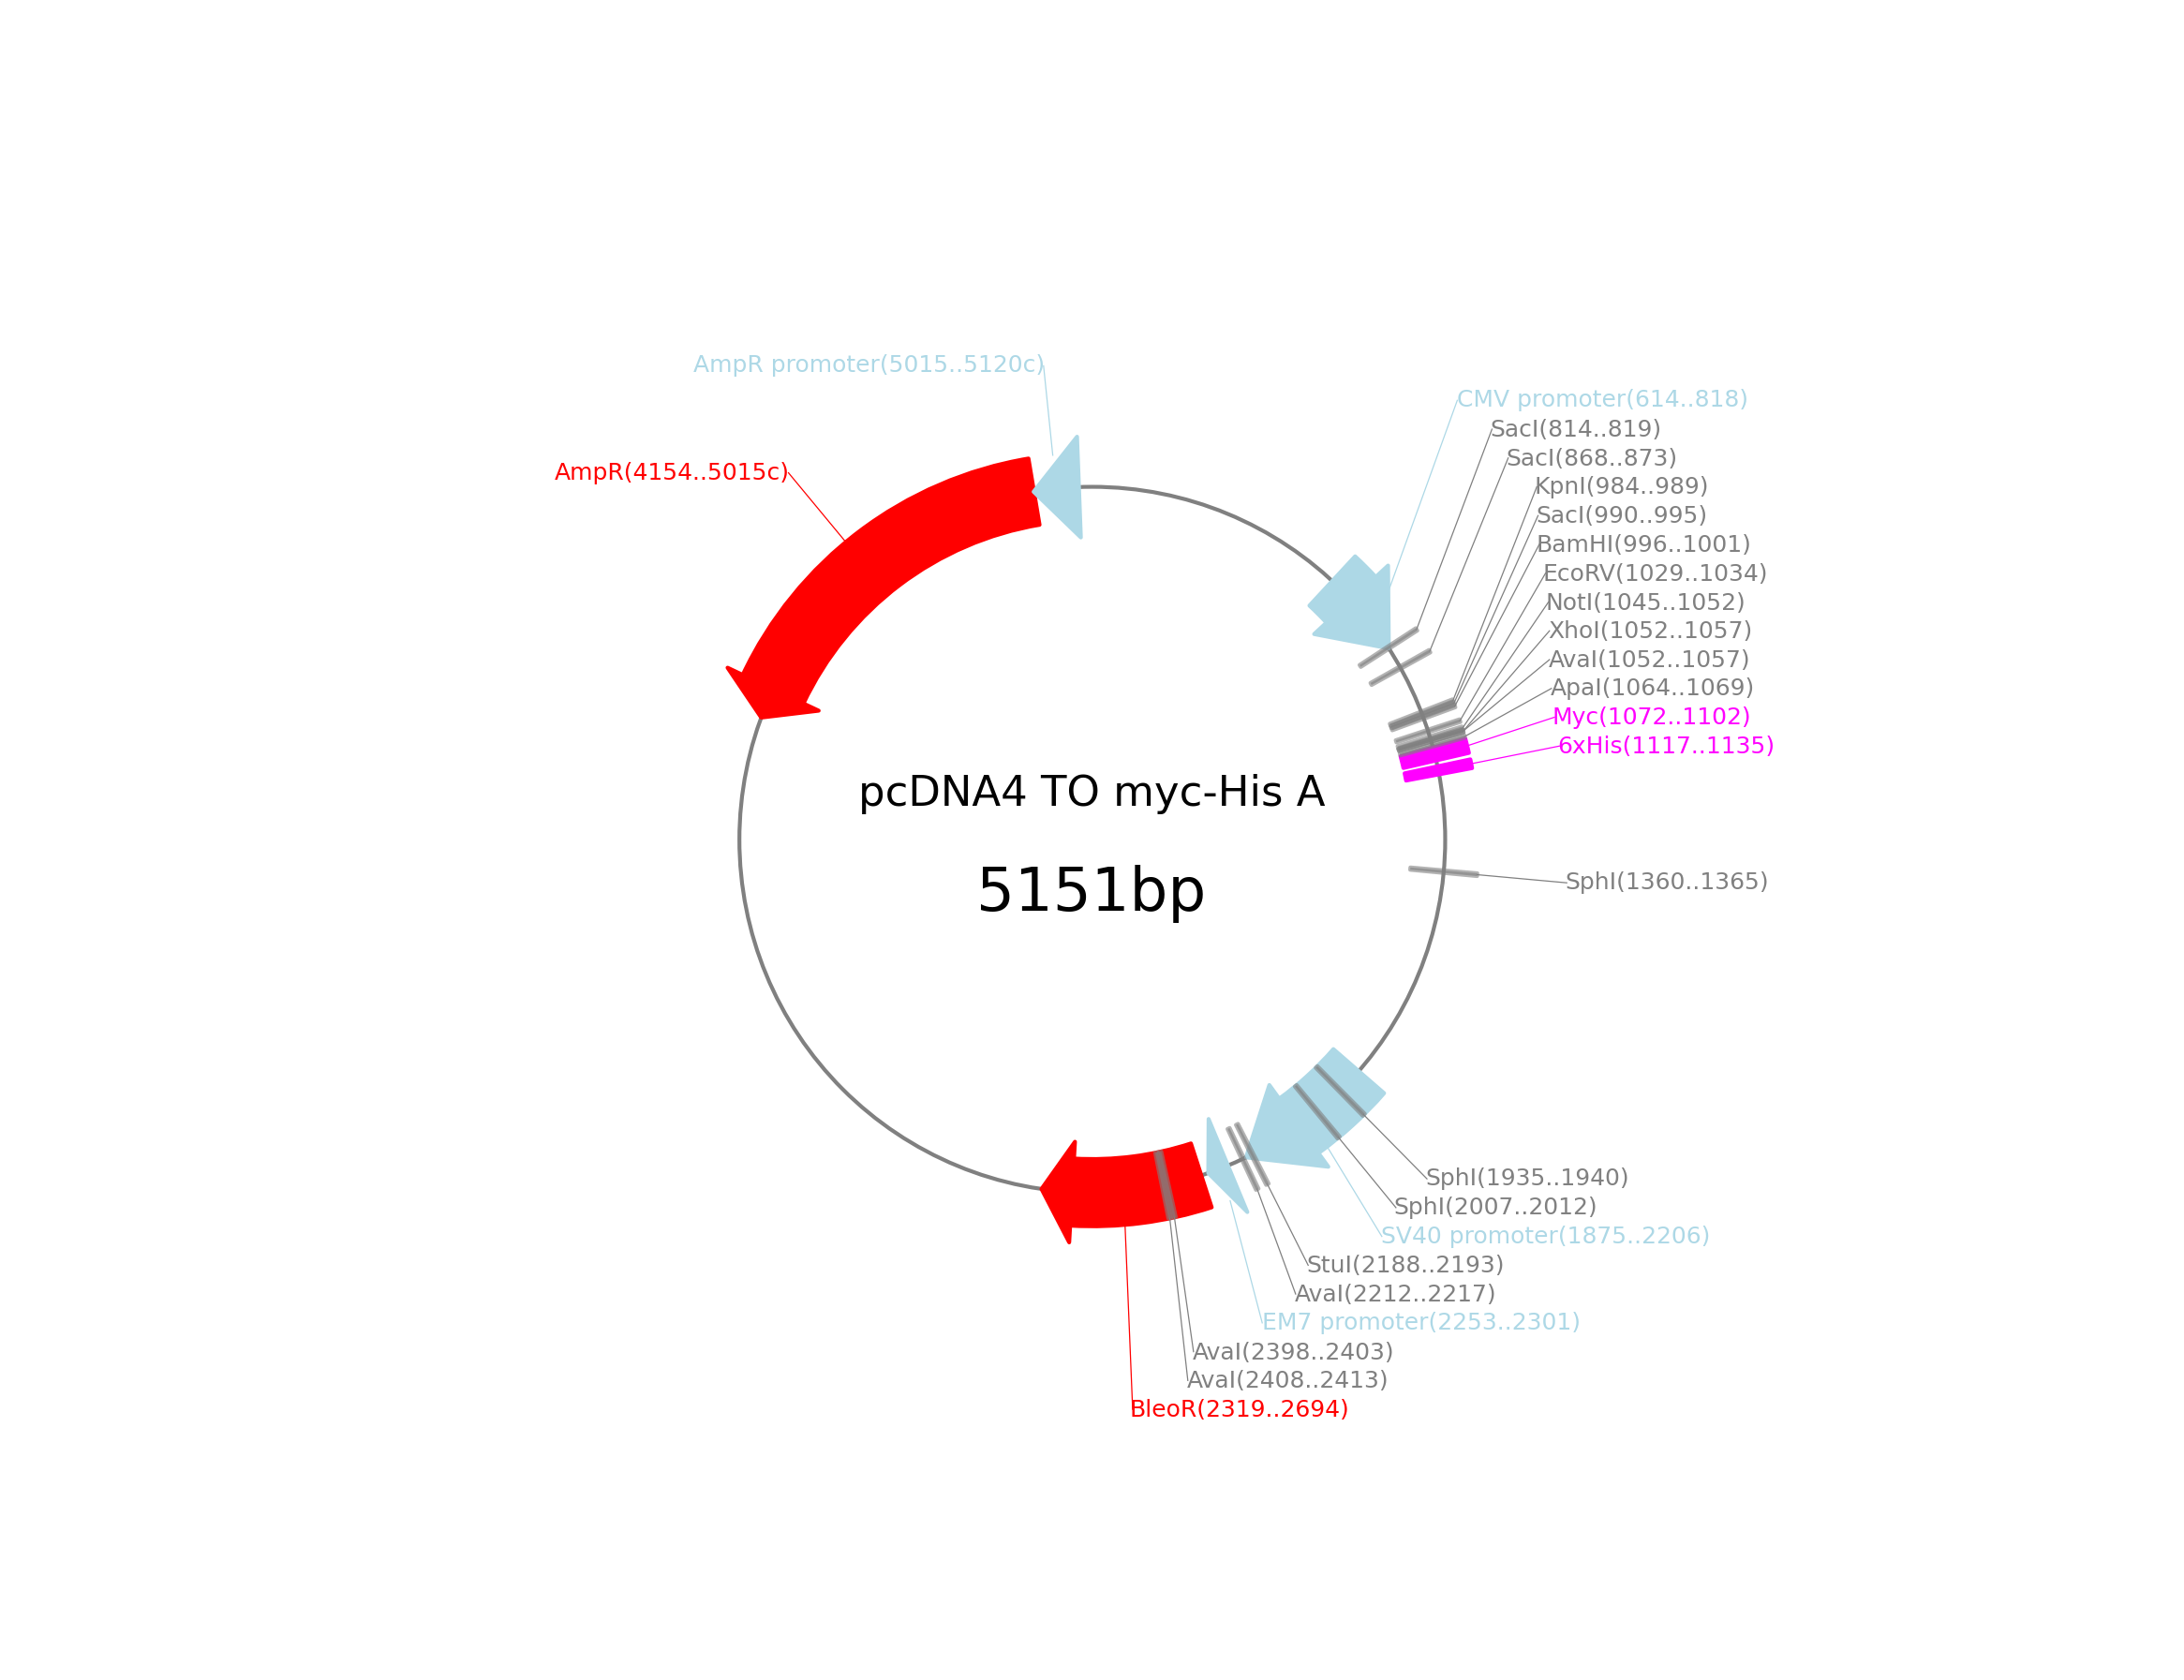 AmpR promoter(5015..5120c)
CMV promoter(614..818)
SacI(814..819)
SacI(868..873)
AmpR(4154..5015c)
KpnI(984..989)
SacI(990..995)
BamHI(996..1001)
EcoRV(1029..1034)
NotI(1045..1052)
XhoI(1052..1057)
AvaI(1052..1057)
ApaI(1064..1069)
Myc(1072..1102)
6xHis(1117..1135)
pcDNA4 TO myc-His A
5151bp
SphI(1360..1365)
SphI(1935..1940)
SphI(2007..2012)
SV40 promoter(1875..2206)
StuI(2188..2193)
AvaI(2212..2217)
EM7 promoter(2253..2301)
AvaI(2398..2403)
AvaI(2408..2413)
BleoR(2319..2694)